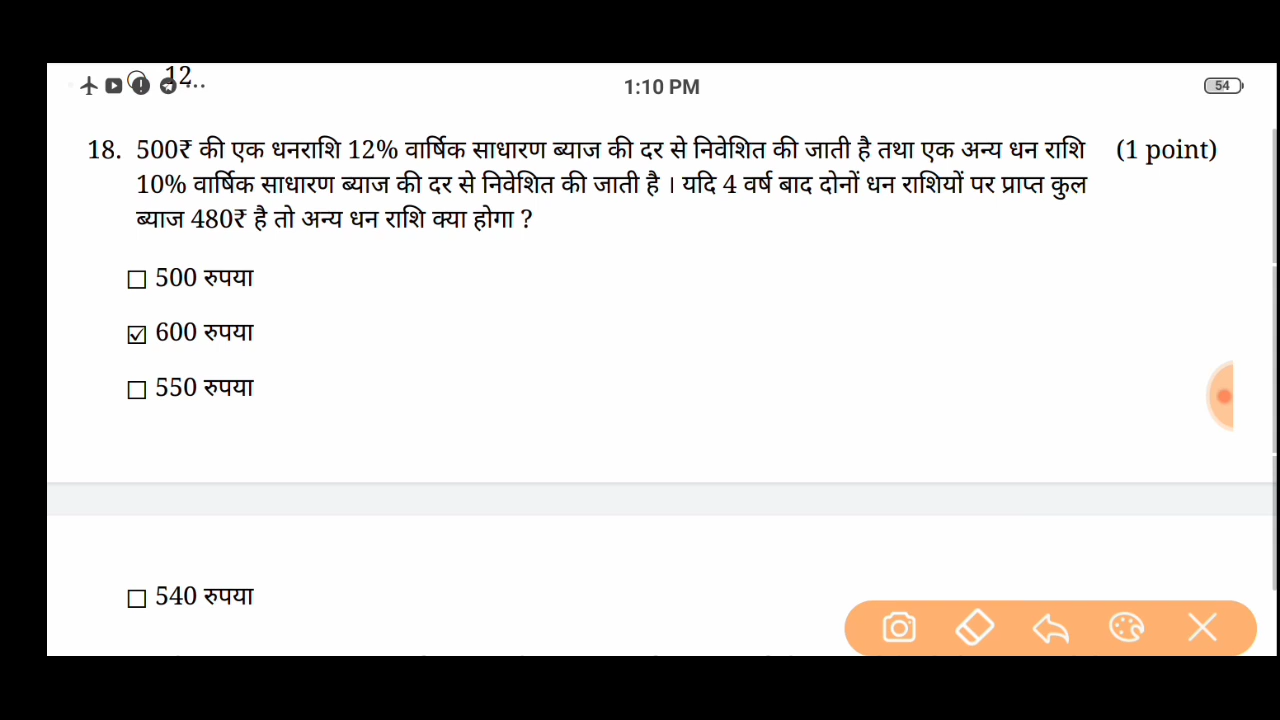 12..
1:10 PM
54
18. 500₹ की एक धनराशि 12% वार्षिक साधारण ब्याज की दर से निवेशित की जाती है तथा एक अन्य धन राशि (1 point)
10% वार्षिक साधारण ब्याज की दर से निवेशित की जाती है । यदि 4 वर्ष बाद दोनों धन राशियों पर प्राप्त कुल
ब्याज 480₹ है तो अन्य धन राशि क्या होगा ?
500 रुपया
600 रुपया
550 रुपया
540 रुपया